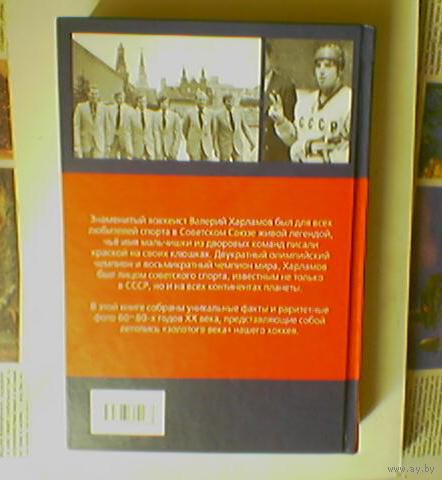 СССР
Знаменитый хоккеист Валерий Харламов был для всех
любителей спорта в Советском Союзе живой легендой,
чьё имя мальчишки из дворовых команд писали
краской на своих клюшках. Двукратный олимпийский
чемпион и восьмикратный чемпион мира, Харламов
был лицом советского спорта, известным не только
в СССР, но и на всех континентах планеты.
В этой книге собраны уникальные факты и раритетные
фото 60–80-х годов XX века, представляющие собой
летопись «золотого века» нашего хоккея.
www.ay.by